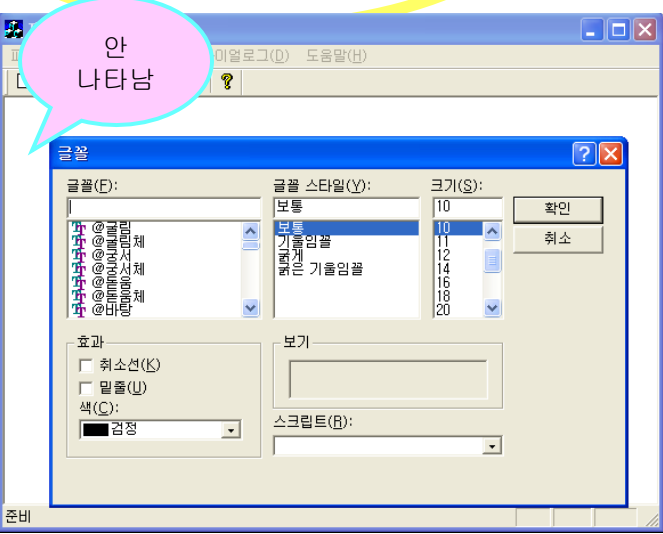 안
나타남
이얼로그(D) 도움말(H)
글꼴
글꼴(F): 글꼴 스타일(Y): 크기(S):
보통 10 확인
@굴림
@굴림체
@궁서
@궁서체
@돋움
@돋움체
@바탕
보통
기울임꼴
굵게
굵은 기울임꼴
10
11
12
14
16
18
20
취소
효과
취소선(K)
밑줄(U)
색(C):
검정
보기
스크립트(R):
준비